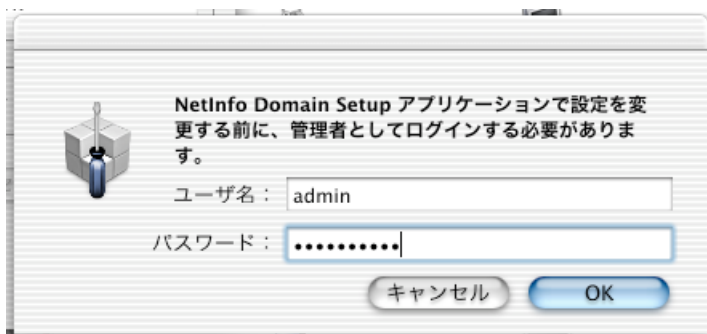 NetInfo Domain Setup アプリケーションで設定を変
更する前に、管理者としてログインする必要がありま
す。
ユーザ名： admin
パスワード： ••••••••••
キャンセル OK